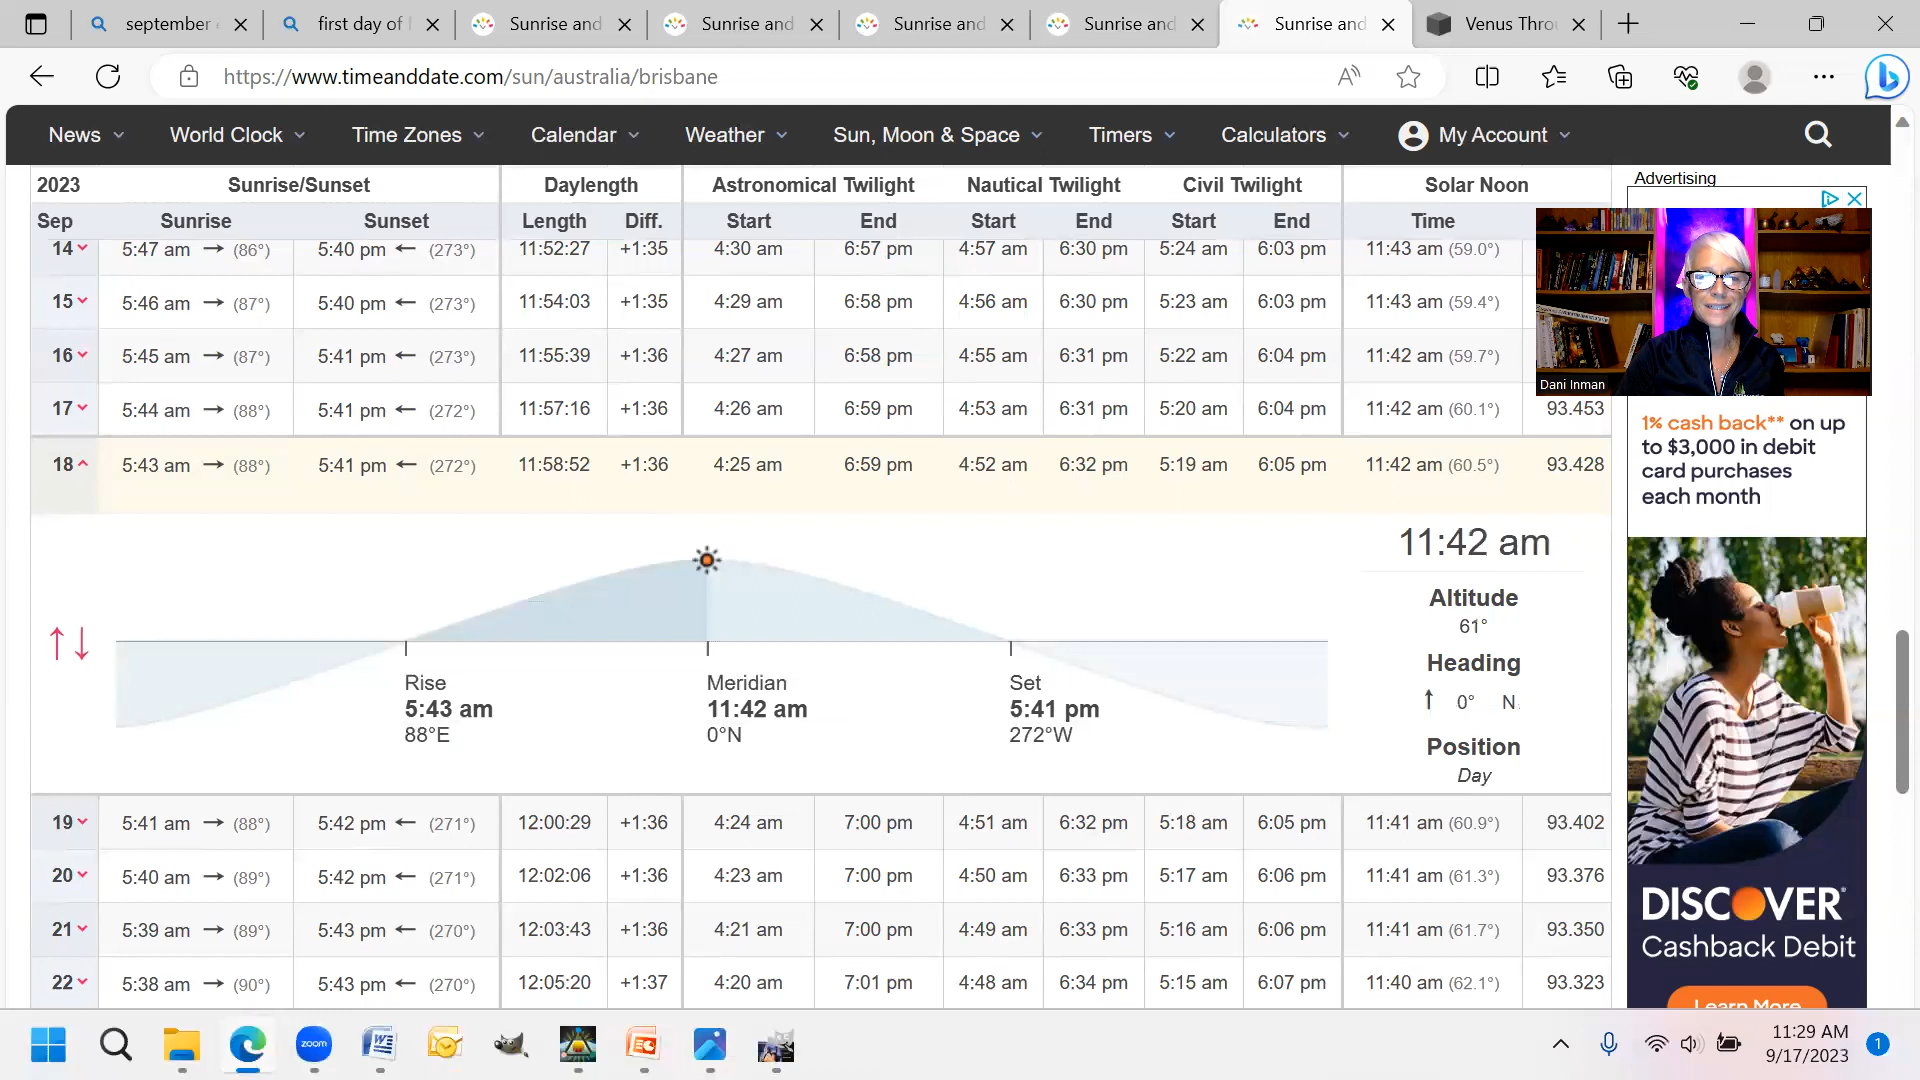 september
first day of
Sunrise and
Sunrise and
Sunrise and
Sunrise and
Sunrise and
Venus Thro
https://www.timeanddate.com/sun/australia/brisbane
News World Clock Time Zones Calendar Weather Sun, Moon & Space Timers Calculators My Account
2023 Sunrise/Sunset Daylength Astronomical Twilight Nautical Twilight Civil Twilight Solar Noon
Sep Sunrise Sunset Length Diff. Start End Start End Start End Time
14 5:47 am → (86°) 5:40 pm ← (273°) 11:52:27 +1:35 4:30 am 6:57 pm 4:57 am 6:30 pm 5:24 am 6:03 pm 11:43 am (59.0°)
15 5:46 am → (87°) 5:40 pm ← (273°) 11:54:03 +1:35 4:29 am 6:58 pm 4:56 am 6:30 pm 5:23 am 6:03 pm 11:43 am (59.4°)
16 5:45 am → (87°) 5:41 pm ← (273°) 11:55:39 +1:36 4:27 am 6:58 pm 4:55 am 6:31 pm 5:22 am 6:04 pm 11:42 am (59.7°)
17 5:44 am → (88°) 5:41 pm ← (272°) 11:57:16 +1:36 4:26 am 6:59 pm 4:53 am 6:31 pm 5:20 am 6:04 pm 11:42 am (60.1°) 93.453
18 5:43 am → (88°) 5:41 pm ← (272°) 11:58:52 +1:36 4:25 am 6:59 pm 4:52 am 6:32 pm 5:19 am 6:05 pm 11:42 am (60.5°) 93.428
Rise
5:43 am
88°E
Meridian
11:42 am
0°N
Set
5:41 pm
272°W
11:42 am
Altitude
61°
Heading
↑ 0° N
Position
Day
19 5:41 am → (88°) 5:42 pm ← (271°) 12:00:29 +1:36 4:24 am 7:00 pm 4:51 am 6:32 pm 5:18 am 6:05 pm 11:41 am (60.9°) 93.402
20 5:40 am → (89°) 5:42 pm ← (271°) 12:02:06 +1:36 4:23 am 7:00 pm 4:50 am 6:33 pm 5:17 am 6:06 pm 11:41 am (61.3°) 93.376
21 5:39 am → (89°) 5:43 pm ← (270°) 12:03:43 +1:36 4:21 am 7:00 pm 4:49 am 6:33 pm 5:16 am 6:06 pm 11:41 am (61.7°) 93.350
22 5:38 am → (90°) 5:43 pm ← (270°) 12:05:20 +1:37 4:20 am 7:01 pm 4:48 am 6:34 pm 5:15 am 6:07 pm 11:40 am (62.1°) 93.323
Advertising
Dani Inman
1% cash back** on up
to $3,000 in debit
card purchases
each month
DISCOVER
Cashback Debit
Learn More
zoom
11:29 AM
9/17/2023
1